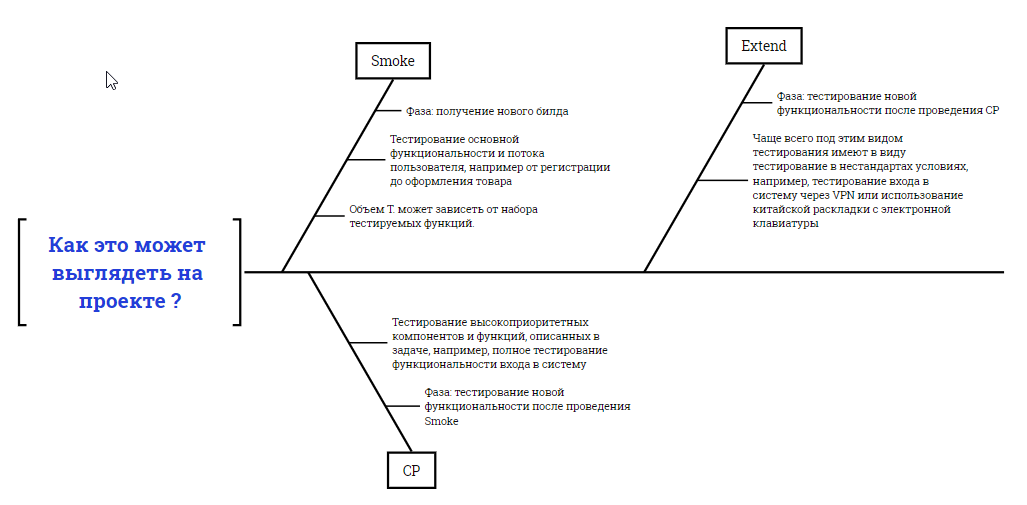 Как это может
выглядеть на
проекте ?
Smoke
Фаза: получение нового билда
Тестирование основной
функциональности и потока
пользователя, например от регистрации
до оформления товара
Объем Т. может зависеть от набора
тестируемых функций.
Extend
Фаза: тестирование новой
функциональности после проведения CP
Чаще всего под этим видом
тестирования имеют в виду
тестирование в нестандартах условиях,
например, тестирование входа в
систему через VPN или использование
китайской раскладки с электронной
клавиатуры
Тестирование высокоприоритетных
компонентов и функций, описанных в
задаче, например, полное тестирование
функциональности входа в систему
Фаза: тестирование новой
функциональности после проведения
Smoke
CP